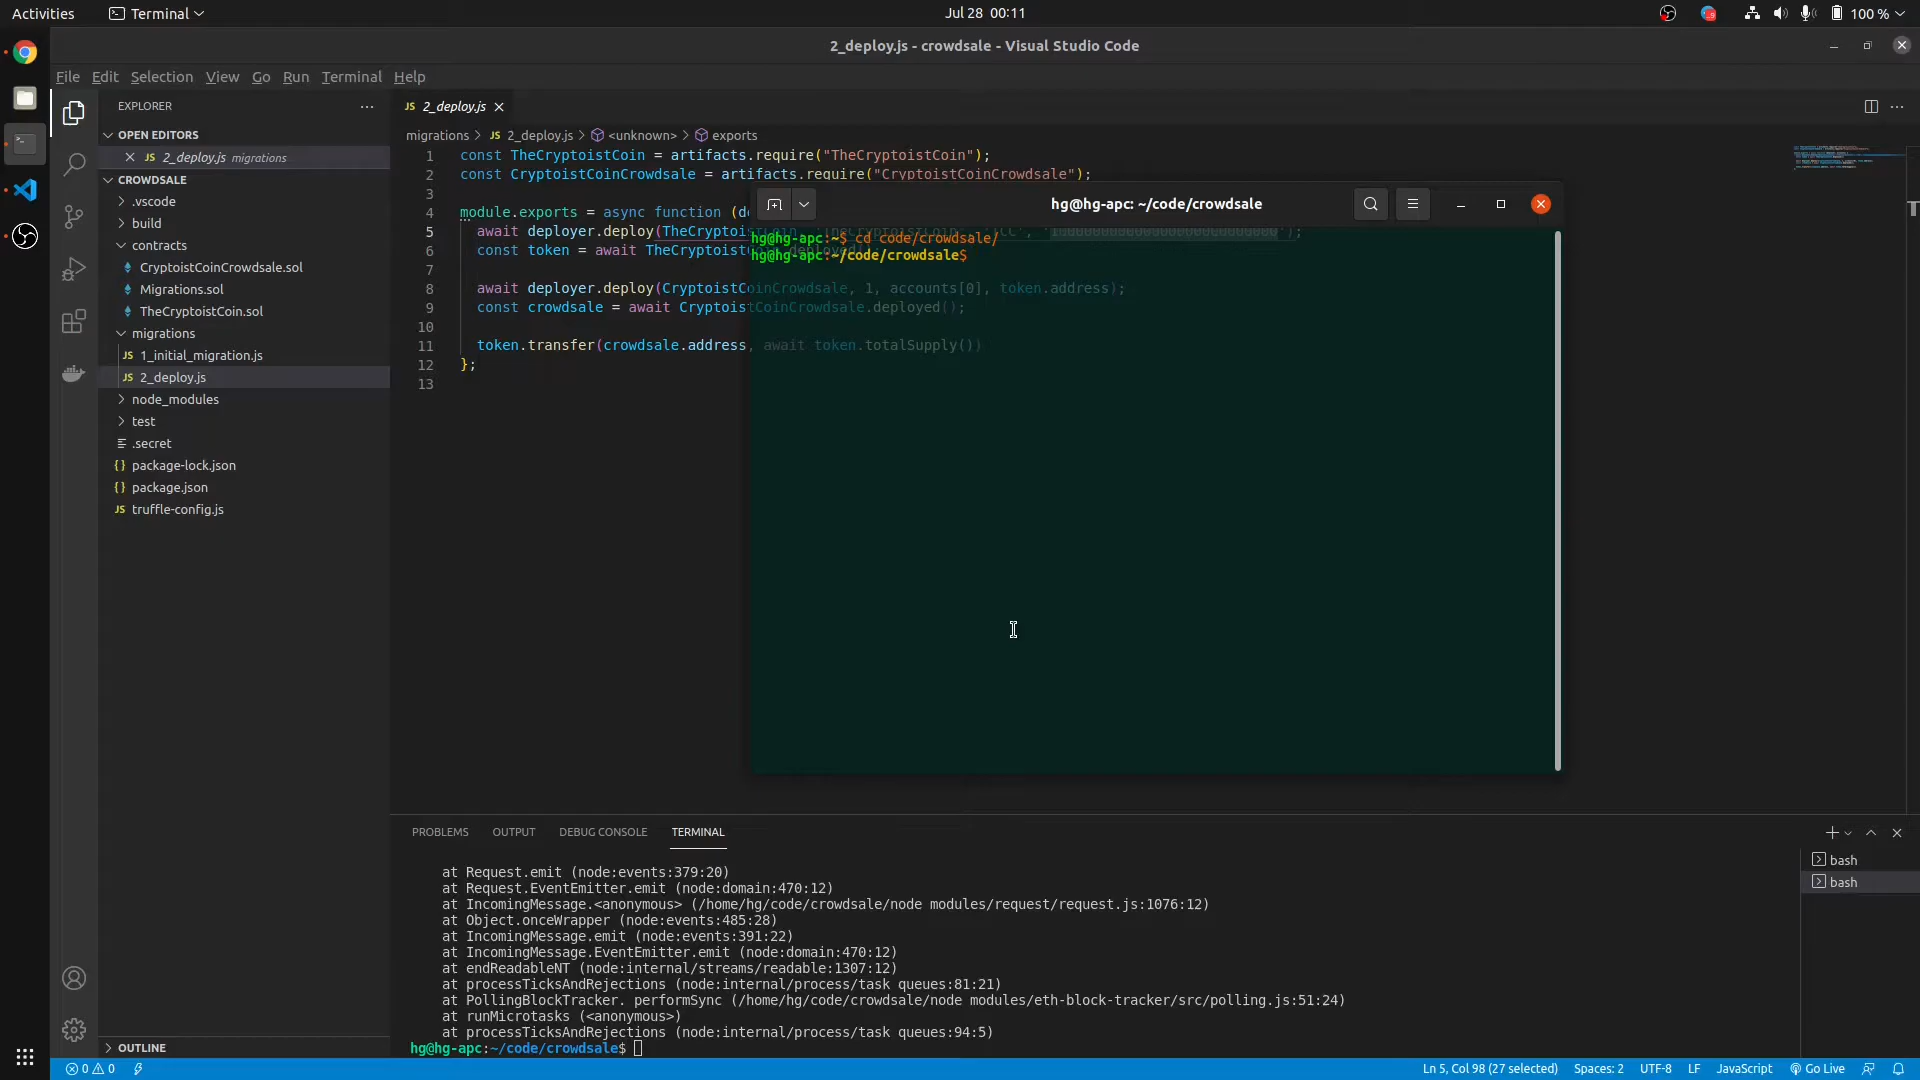 Activities
Terminal
Jul 28 00:11
100 %
2_deploy.js - crowdsale - Visual Studio Code
File Edit Selection View Go Run Terminal Help
EXPLORER
OPEN EDITORS
JS 2_deploy.js migrations
CROWDSALE
.vscode
build
contracts
CryptoistCoinCrowdsale.sol
Migrations.sol
TheCryptoistCoin.sol
migrations
JS 1_initial_migration.js
JS 2_deploy.js
node_modules
test
.secret
{} package-lock.json
{} package.json
JS truffle-config.js
OUTLINE
JS 2_deploy.js
migrations > JS 2_deploy.js > <unknown> > exports
1 const TheCryptoistCoin = artifacts.require("TheCryptoistCoin");
2 const CryptoistCoinCrowdsale = artifacts.require("CryptoistCoinCrowdsale");
3
4 module.exports = async function (de
5 await deployer.deploy(TheCryptoist
6 const token = await TheCryptoist
7
8 await deployer.deploy(CryptoistCoinCrowdsale, 1, accounts[0], token.address);
9 const crowdsale = await CryptoistCoinCrowdsale.deployed();
10
11 token.transfer(crowdsale.address, await token.totalSupply())
12 };
13
hg@hg-apc: ~/code/crowdsale
hg@hg-apc:~$ cd code/crowdsale/
hg@hg-apc:~/code/crowdsale$
PROBLEMS OUTPUT DEBUG CONSOLE TERMINAL
at Request.emit (node:events:379:20)
at Request.EventEmitter.emit (node:domain:470:12)
at IncomingMessage.<anonymous> (/home/hg/code/crowdsale/node modules/request/request.js:1076:12)
at Object.onceWrapper (node:events:485:28)
at IncomingMessage.emit (node:events:391:22)
at IncomingMessage.EventEmitter.emit (node:domain:470:12)
at endReadableNT (node:internal/streams/readable:1307:12)
at processTicksAndRejections (node:internal/process/task queues:81:21)
at PollingBlockTracker. performSync (/home/hg/code/crowdsale/node modules/eth-block-tracker/src/polling.js:51:24)
at runMicrotasks (<anonymous>)
at processTicksAndRejections (node:internal/process/task queues:94:5)
hg@hg-apc:~/code/crowdsale$
bash
bash
0 0
Ln 5, Col 98 (27 selected) Spaces: 2 UTF-8 LF JavaScript Go Live